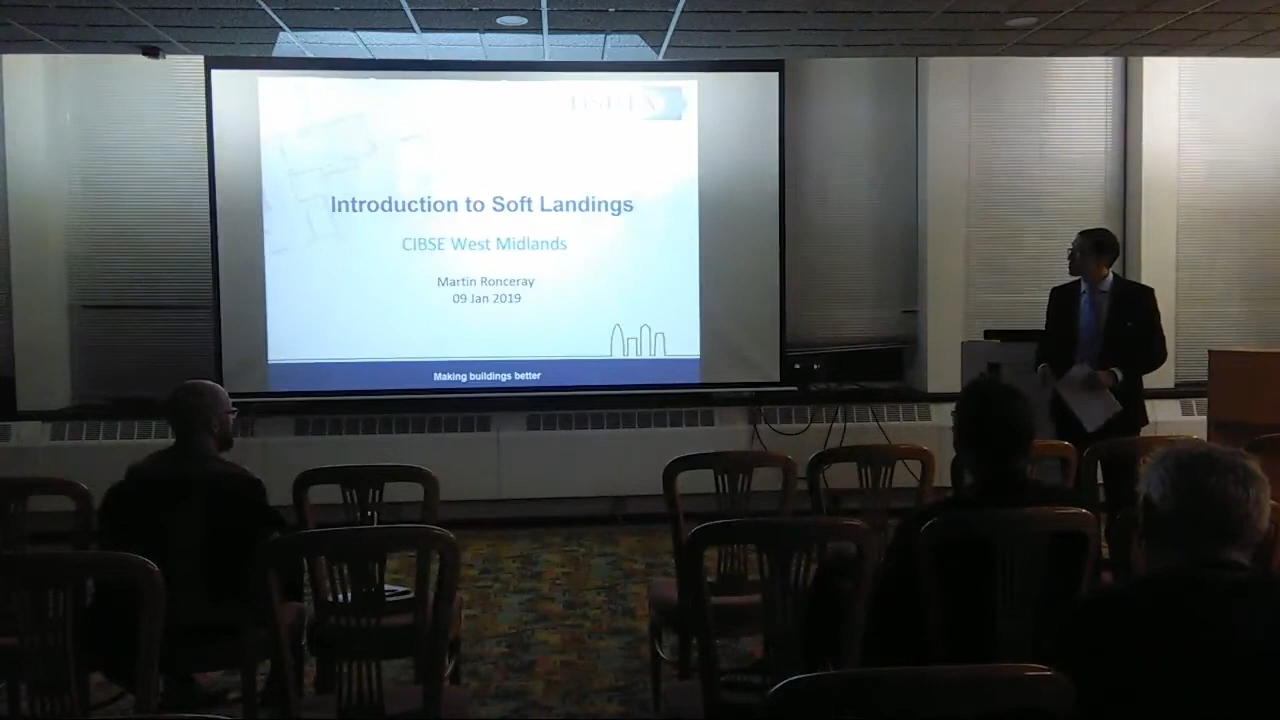 Introduction to Soft Landings
CIBSE West Midlands
Martin Ronceray
09 Jan 2019
Making buildings better